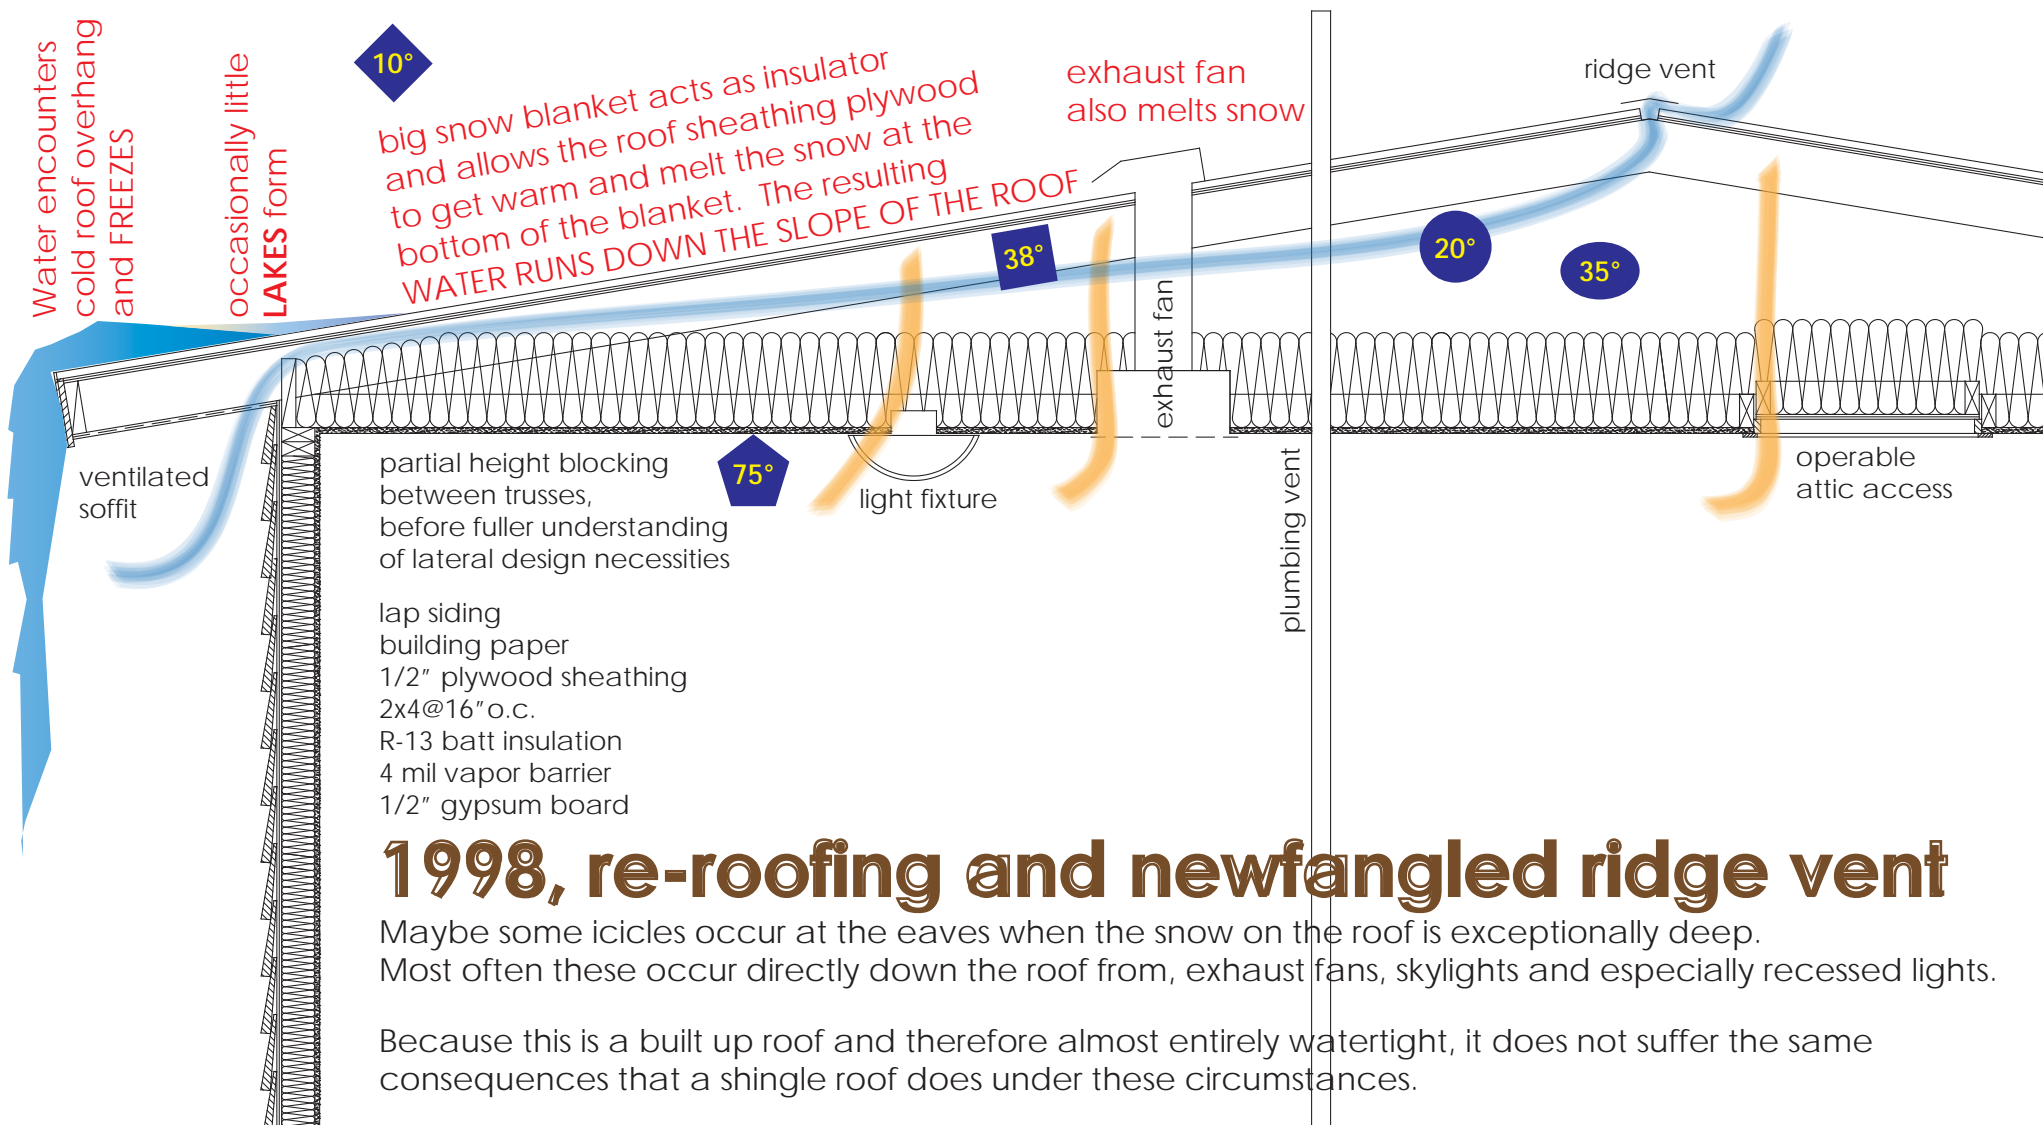 Water encounters
cold roof overhang
and FREEZES
occasionally little
LAKES form
10°
big snow blanket acts as insulator
and allows the roof sheathing plywood
to get warm and melt the snow at the
bottom of the blanket.  The resulting
WATER RUNS DOWN THE SLOPE OF THE ROOF
exhaust fan
also melts snow
ridge vent
38°
20°
35°
exhaust fan
ventilated
soffit
partial height blocking
between trusses,
before fuller understanding
of lateral design necessities
75°
light fixture
plumbing vent
operable
attic access
lap siding
building paper
1/2" plywood sheathing
2x4@16"o.c.
R-13 batt insulation
4 mil vapor barrier
1/2" gypsum board
1998, re-roofing and newfangled ridge vent
Maybe some icicles occur at the eaves when the snow on the roof is exceptionally deep.
Most often these occur directly down the roof from, exhaust fans, skylights and especially recessed lights.
Because this is a built up roof and therefore almost entirely watertight, it does not suffer the same
consequences that a shingle roof does under these circumstances.